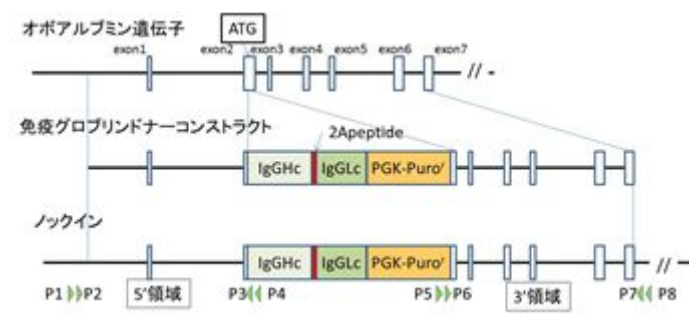 オボアルブミン遺伝子
ATG
exon1 exon2 exon3 exon4 exon5 exon6 exon7
// -
免疫グロブリンドナーコンストラクト
2Apeptide
IgGHc IgGLc PGK-Puroʳ
ノックイン
IgGHc IgGLc PGK-Puroʳ
//
P1 P2 5'領域 P3 P4 P5 P6 3'領域 P7 P8